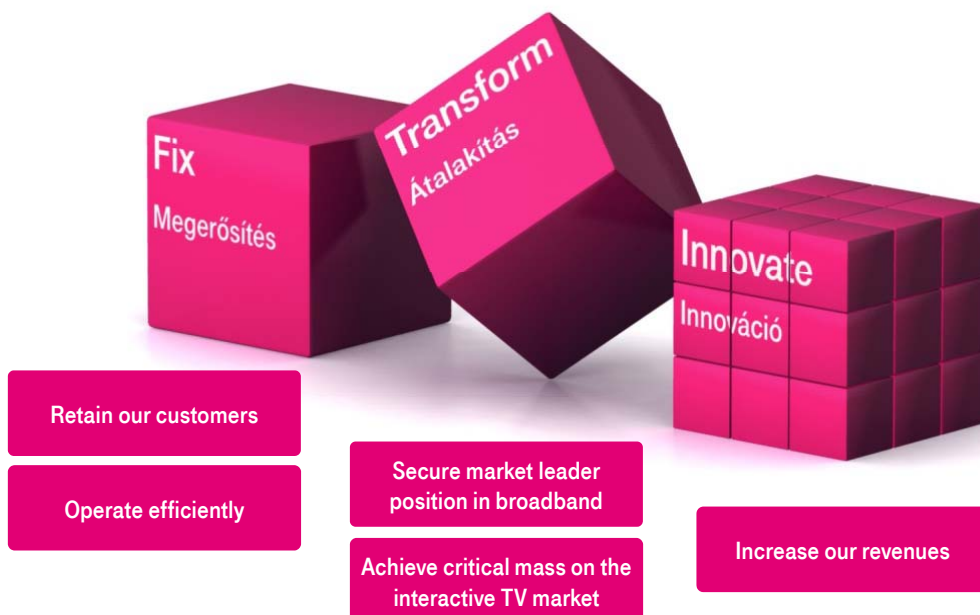 Fix
Megerősítés
Transform
Átalakítás
Innovate
Innováció
Retain our customers
Operate efficiently
Secure market leader
position in broadband
Achieve critical mass on the
interactive TV market
Increase our revenues